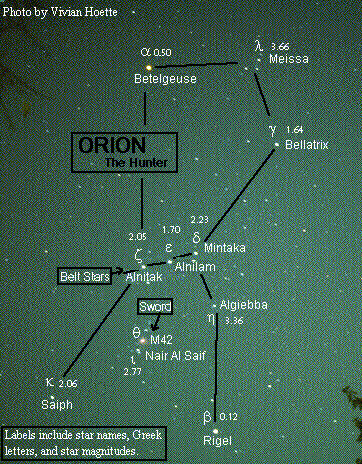 Photo by Vivian Hoette
α 0.50
λ 3.66
Meissa
Betelgeuse
γ 1.64
Bellatrix
ORION
The Hunter
2.05 1.70 2.23
ζ ε δ
Mintaka
Alnilam
Belt Stars
Alnitak
Sword
Algiebba
η 3.36
θ M42
Nair Al Saif
ι
2.77
κ 2.06
Saiph
β 0.12
Rigel
Labels include star names, Greek
letters, and star magnitudes.